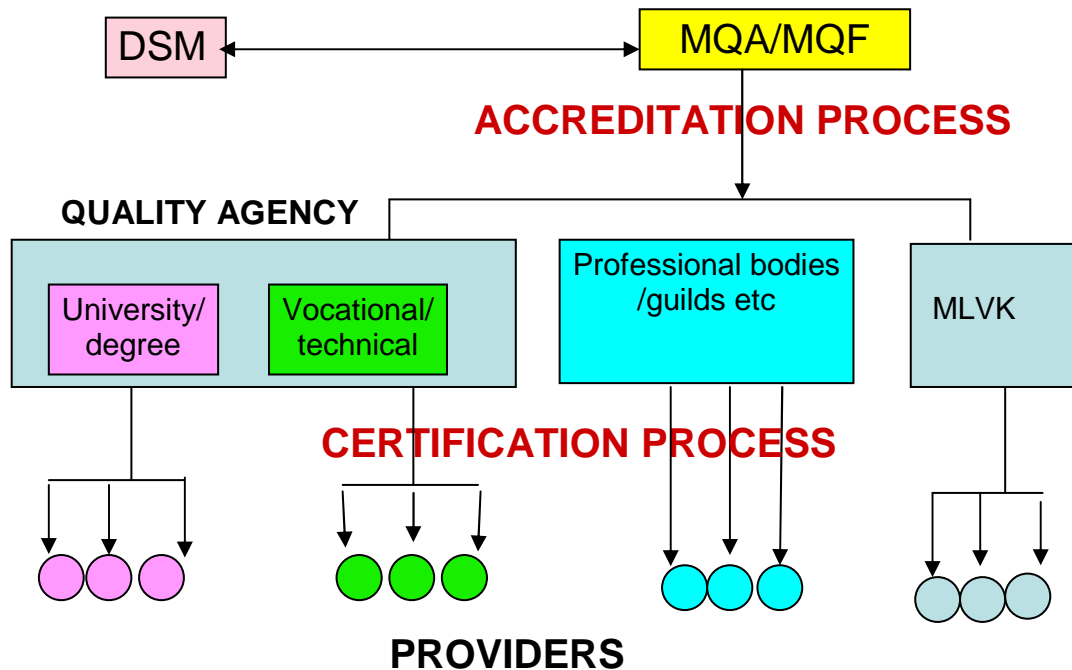 DSM
MQA/MQF
ACCREDITATION PROCESS
QUALITY AGENCY
University/
degree
Vocational/
technical
Professional bodies
/guilds etc
MLVK
CERTIFICATION PROCESS
PROVIDERS